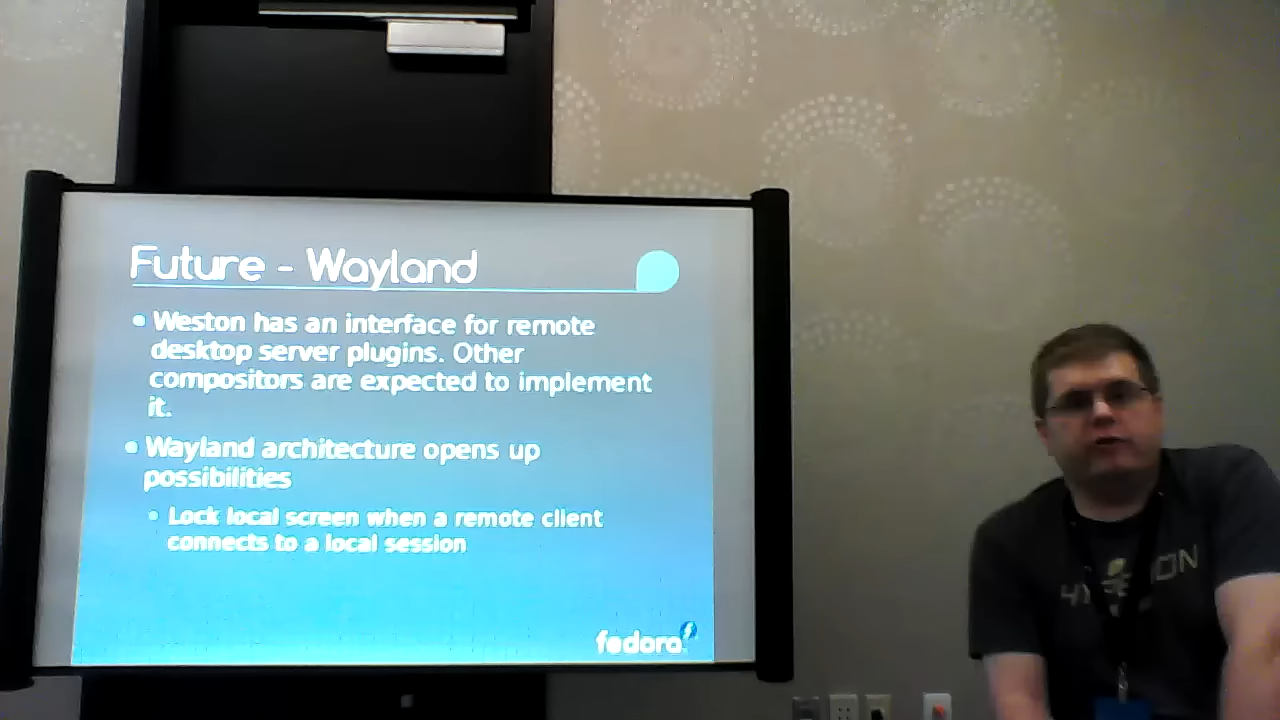 Future - Wayland
• Weston has an interface for remote
desktop server plugins. Other
compositors are expected to implement
it.
• Wayland architecture opens up
possibilities
• Lock local screen when a remote client
connects to a local session
fedora